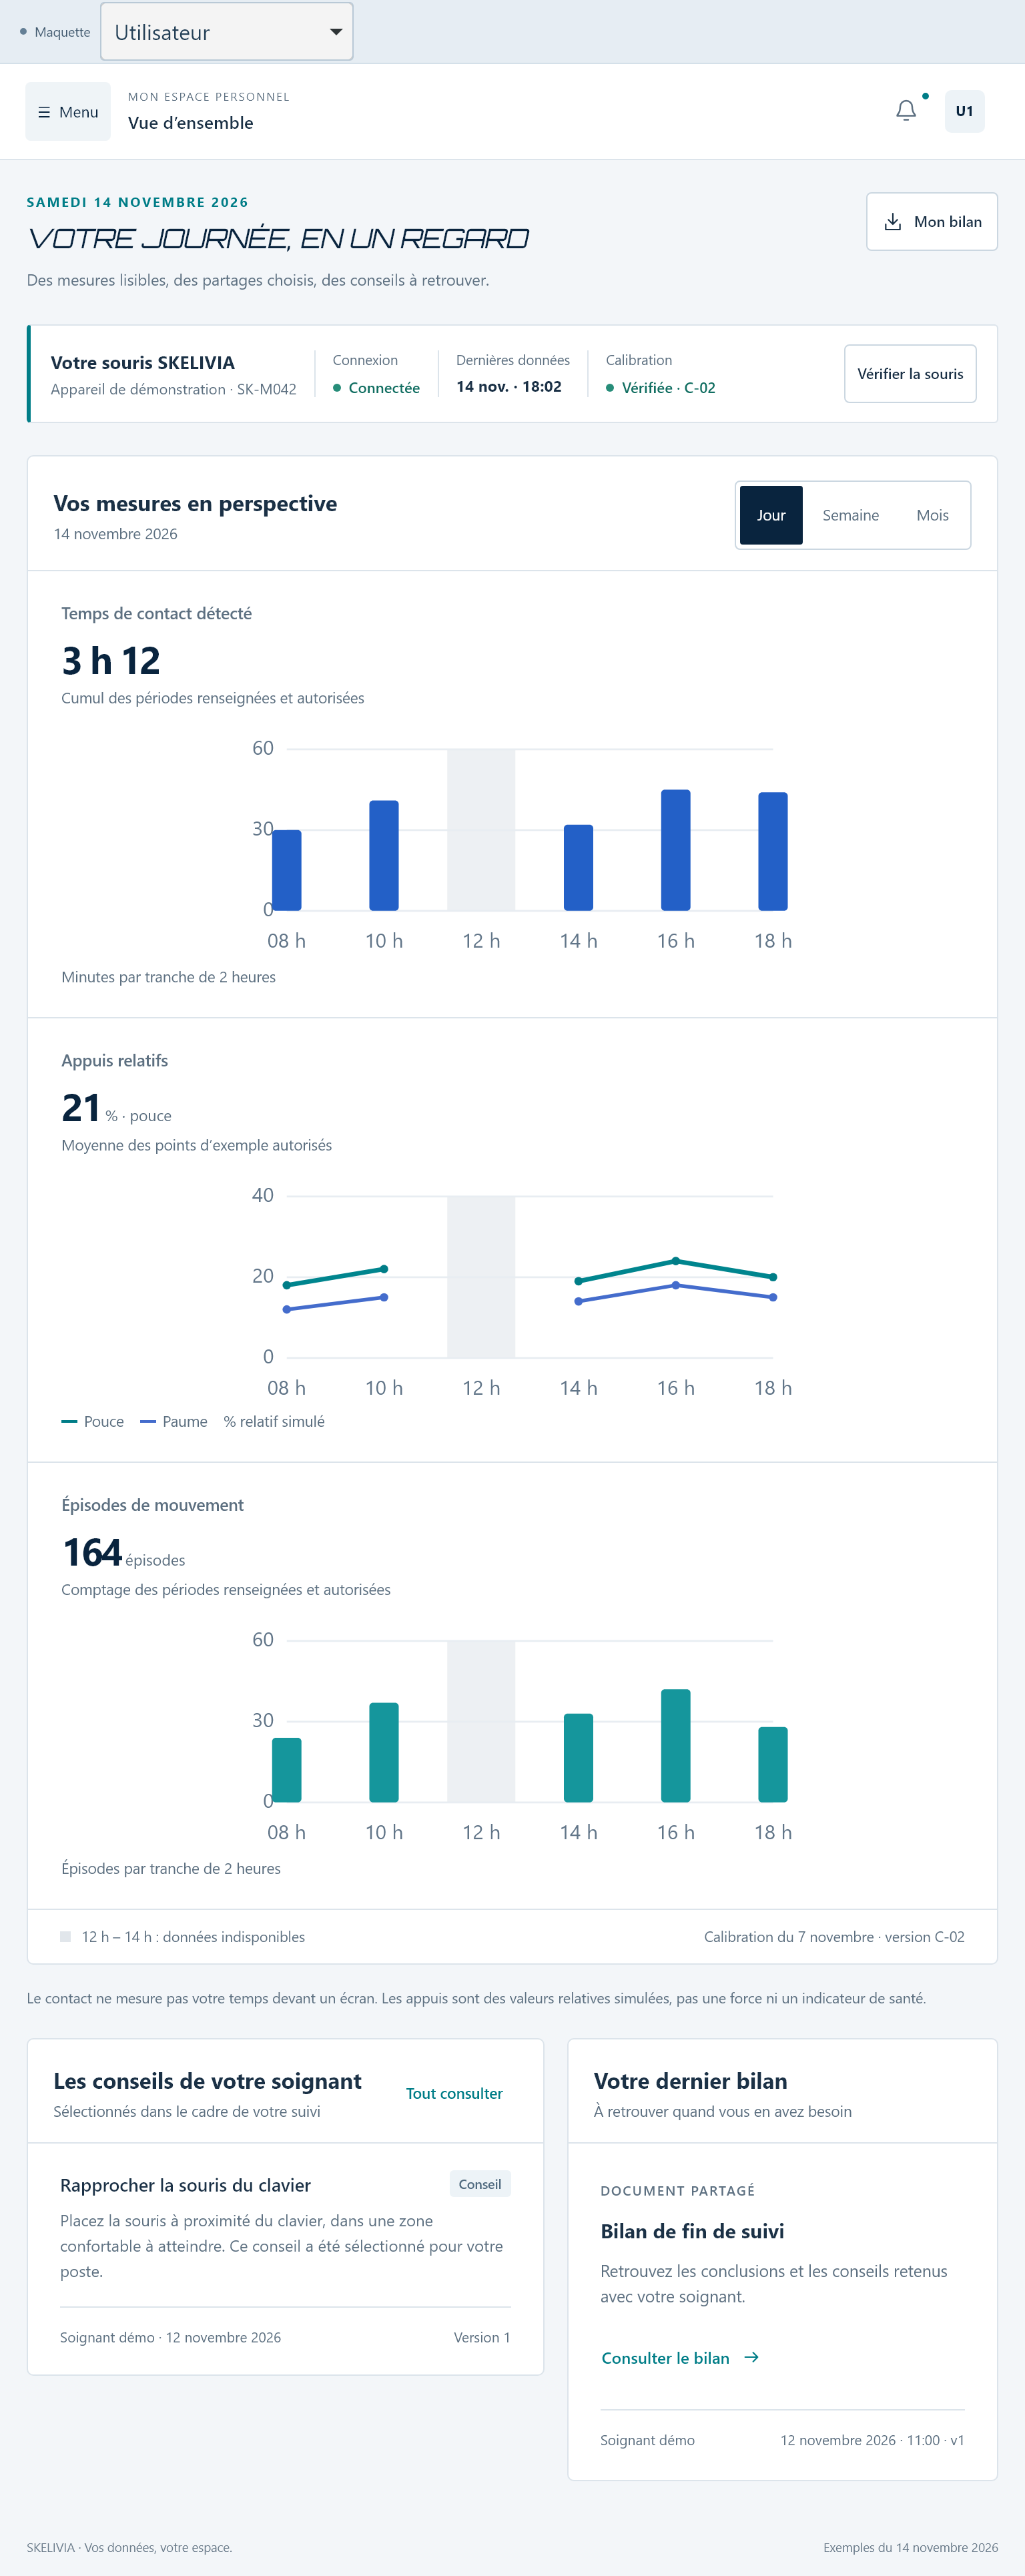 Maquette
Utilisateur
Menu
MON ESPACE PERSONNEL
Vue d’ensemble
U1
SAMEDI 14 NOVEMBRE 2026
VOTRE JOURNÉE, EN UN REGARD
Des mesures lisibles, des partages choisis, des conseils à retrouver.
Mon bilan
Votre souris SKELIVIA
Appareil de démonstration · SK-M042
Connexion
Connectée
Dernières données
14 nov. · 18:02
Calibration
Vérifiée · C-02
Vérifier la souris
Vos mesures en perspective
14 novembre 2026
Jour
Semaine
Mois
Temps de contact détecté
3 h 12
Cumul des périodes renseignées et autorisées
60
30
0
08 h
10 h
12 h
14 h
16 h
18 h
Minutes par tranche de 2 heures
Appuis relatifs
21 % · pouce
Moyenne des points d’exemple autorisés
40
20
0
08 h
10 h
12 h
14 h
16 h
18 h
Pouce
Paume
% relatif simulé
Épisodes de mouvement
164 épisodes
Comptage des périodes renseignées et autorisées
60
30
0
08 h
10 h
12 h
14 h
16 h
18 h
Épisodes par tranche de 2 heures
12 h – 14 h : données indisponibles
Calibration du 7 novembre · version C-02
Le contact ne mesure pas votre temps devant un écran. Les appuis sont des valeurs relatives simulées, pas une force ni un indicateur de santé.
Les conseils de votre soignant
Sélectionnés dans le cadre de votre suivi
Tout consulter
Rapprocher la souris du clavier
Conseil
Placez la souris à proximité du clavier, dans une zone
confortable à atteindre. Ce conseil a été sélectionné pour votre
poste.
Soignant démo · 12 novembre 2026
Version 1
Votre dernier bilan
À retrouver quand vous en avez besoin
DOCUMENT PARTAGÉ
Bilan de fin de suivi
Retrouvez les conclusions et les conseils retenus
avec votre soignant.
Consulter le bilan →
Soignant démo
12 novembre 2026 · 11:00 · v1
SKELIVIA · Vos données, votre espace.
Exemples du 14 novembre 2026